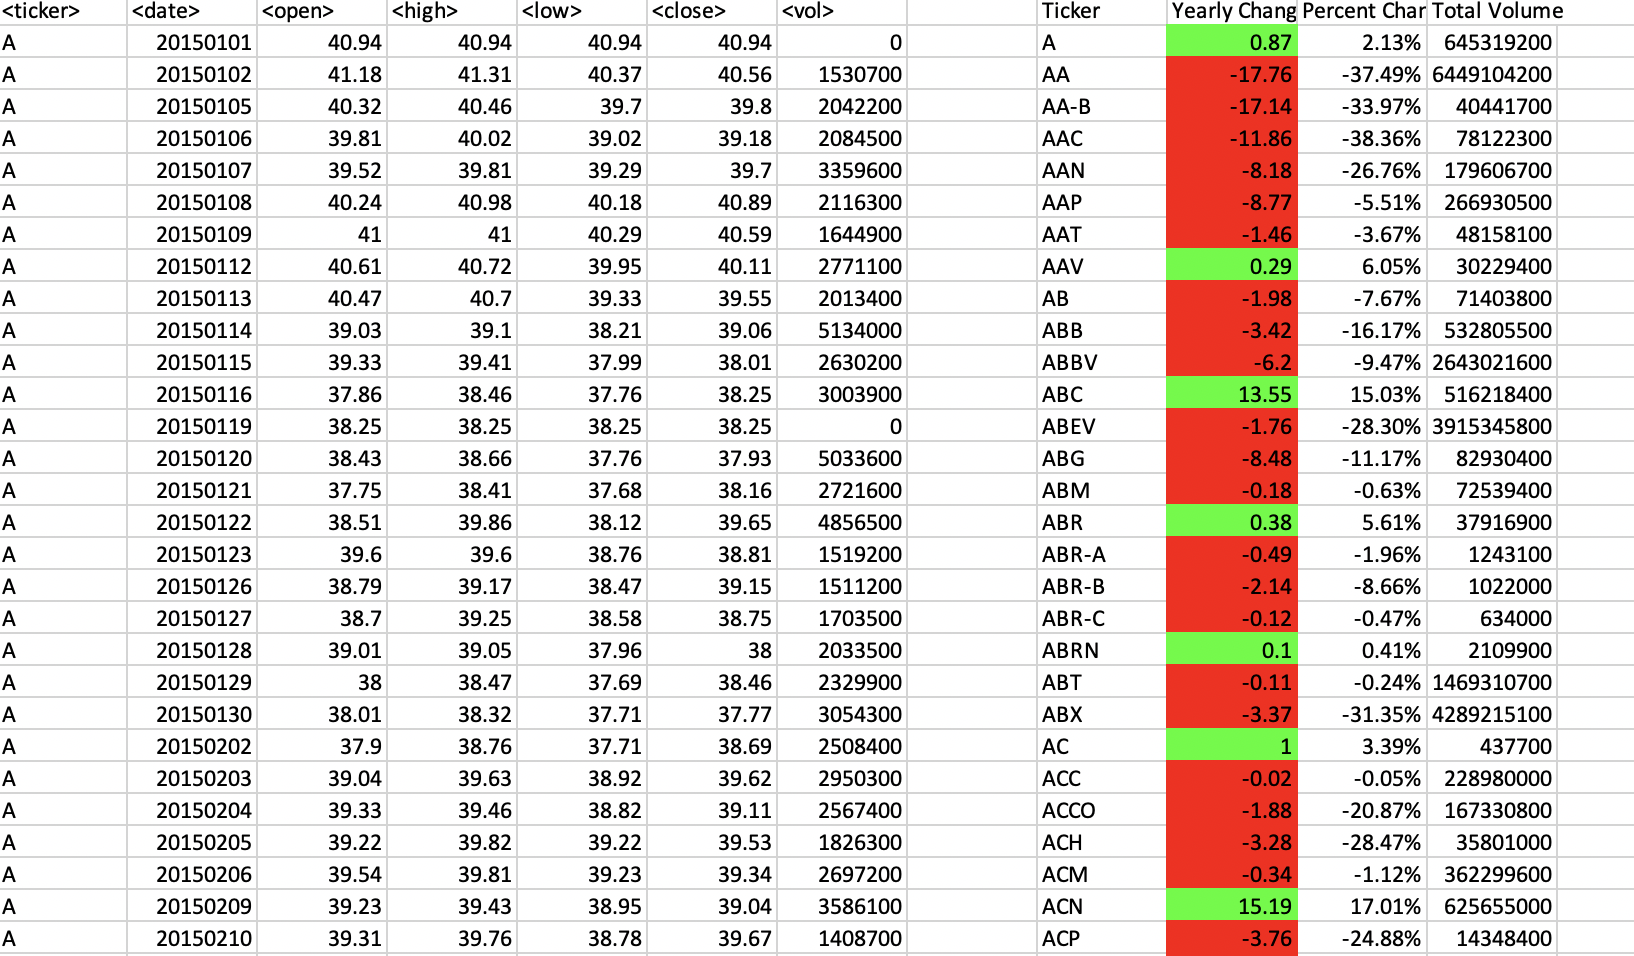 <ticker> <date> <open> <high> <low> <close> <vol> Ticker Yearly Chang Percent Char Total Volume
A 20150101 40.94 40.94 40.94 40.94 0 A 0.87 2.13% 645319200
A 20150102 41.18 41.31 40.37 40.56 1530700 AA -17.76 -37.49% 6449104200
A 20150105 40.32 40.46 39.7 39.8 2042200 AA-B -17.14 -33.97% 40441700
A 20150106 39.81 40.02 39.02 39.18 2084500 AAC -11.86 -38.36% 78122300
A 20150107 39.52 39.81 39.29 39.7 3359600 AAN -8.18 -26.76% 179606700
A 20150108 40.24 40.98 40.18 40.89 2116300 AAP -8.77 -5.51% 266930500
A 20150109 41 41 40.29 40.59 1644900 AAT -1.46 -3.67% 48158100
A 20150112 40.61 40.72 39.95 40.11 2771100 AAV 0.29 6.05% 30229400
A 20150113 40.47 40.7 39.33 39.55 2013400 AB -1.98 -7.67% 71403800
A 20150114 39.03 39.1 38.21 39.06 5134000 ABB -3.42 -16.17% 532805500
A 20150115 39.33 39.41 37.99 38.01 2630200 ABBV -6.2 -9.47% 2643021600
A 20150116 37.86 38.46 37.76 38.25 3003900 ABC 13.55 15.03% 516218400
A 20150119 38.25 38.25 38.25 38.25 0 ABEV -1.76 -28.30% 3915345800
A 20150120 38.43 38.66 37.76 37.93 5033600 ABG -8.48 -11.17% 82930400
A 20150121 37.75 38.41 37.68 38.16 2721600 ABM -0.18 -0.63% 72539400
A 20150122 38.51 39.86 38.12 39.65 4856500 ABR 0.38 5.61% 37916900
A 20150123 39.6 39.6 38.76 38.81 1519200 ABR-A -0.49 -1.96% 1243100
A 20150126 38.79 39.17 38.47 39.15 1511200 ABR-B -2.14 -8.66% 1022000
A 20150127 38.7 39.25 38.58 38.75 1703500 ABR-C -0.12 -0.47% 634000
A 20150128 39.01 39.05 37.96 38 2033500 ABRN 0.1 0.41% 2109900
A 20150129 38 38.47 37.69 38.46 2329900 ABT -0.11 -0.24% 1469310700
A 20150130 38.01 38.32 37.71 37.77 3054300 ABX -3.37 -31.35% 4289215100
A 20150202 37.9 38.76 37.71 38.69 2508400 AC 1 3.39% 437700
A 20150203 39.04 39.63 38.92 39.62 2950300 ACC -0.02 -0.05% 228980000
A 20150204 39.33 39.46 38.82 39.11 2567400 ACCO -1.88 -20.87% 167330800
A 20150205 39.22 39.82 39.22 39.53 1826300 ACH -3.28 -28.47% 35801000
A 20150206 39.54 39.81 39.23 39.34 2697200 ACM -0.34 -1.12% 362299600
A 20150209 39.23 39.43 38.95 39.04 3586100 ACN 15.19 17.01% 625655000
A 20150210 39.31 39.76 38.78 39.67 1408700 ACP -3.76 -24.88% 14348400